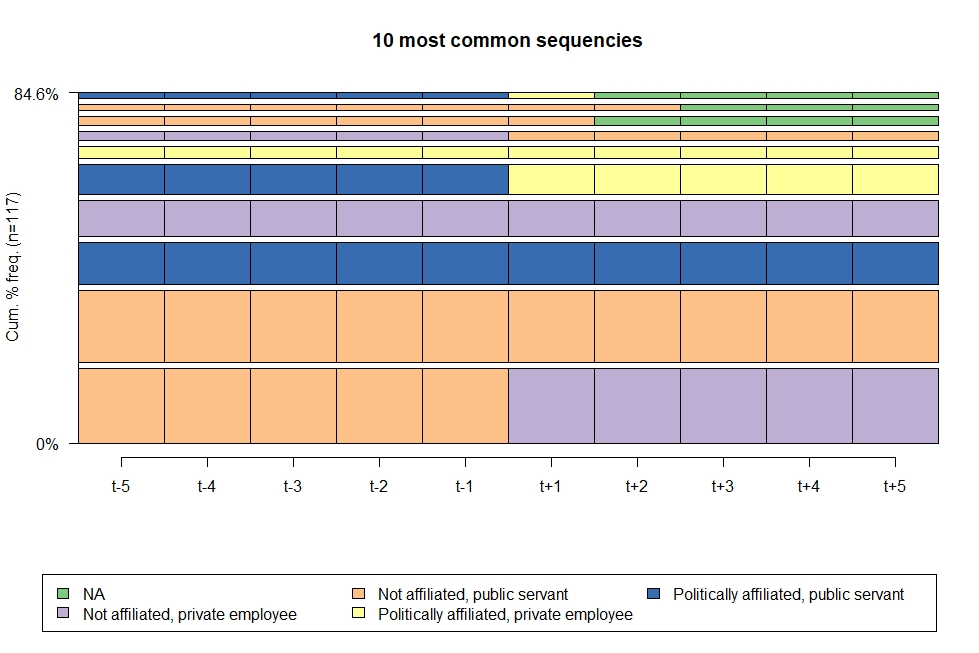 10 most common sequencies
84.6%
Cum. % freq. (n=117)
0%
t-5 t-4 t-3 t-2 t-1 t+1 t+2 t+3 t+4 t+5
NA Not affiliated, public servant Politically affiliated, public servant
Not affiliated, private employee Politically affiliated, private employee